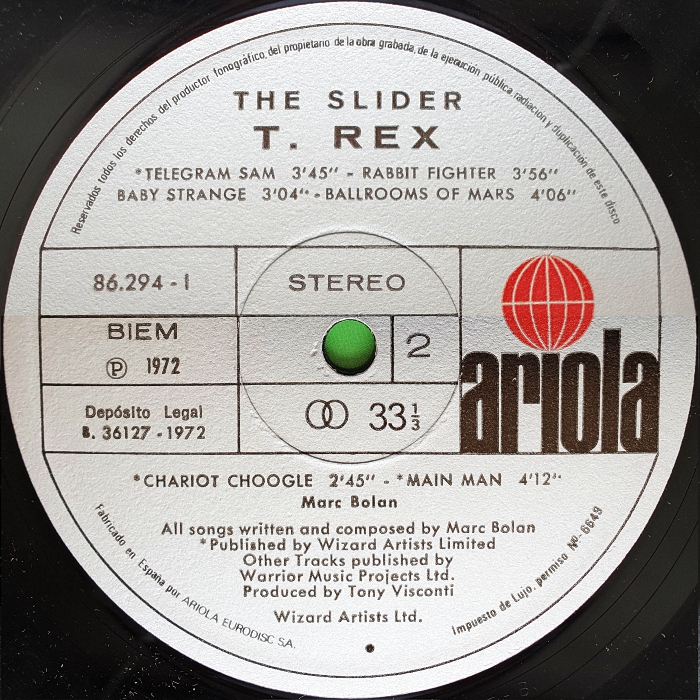 Reservados todos los derechos del productor fonográfico, del propietario de la obra grabada, de la ejecución pública radiación y duplicación de este disco
THE SLIDER
T. REX
*TELEGRAM SAM 3'45'' - RABBIT FIGHTER 3'56''
BABY STRANGE 3'04'' - BALLROOMS OF MARS 4'06''
86.294 - I
STEREO
BIEM
Ⓟ 1972
2
ariola
Depósito Legal
B. 36127 - 1972
33⅓
*CHARIOT CHOOGLE 2'45'' - *MAIN MAN 4'12''
Marc Bolan
All songs written and composed by Marc Bolan
*Published by Wizard Artists Limited
Other Tracks published by
Warrior Music Projects Ltd.
Produced by Tony Visconti
Wizard Artists Ltd.
Fabricado en España por ARIOLA EURODISC S.A.
Impuesto de Lujo, permiso Nº 6649